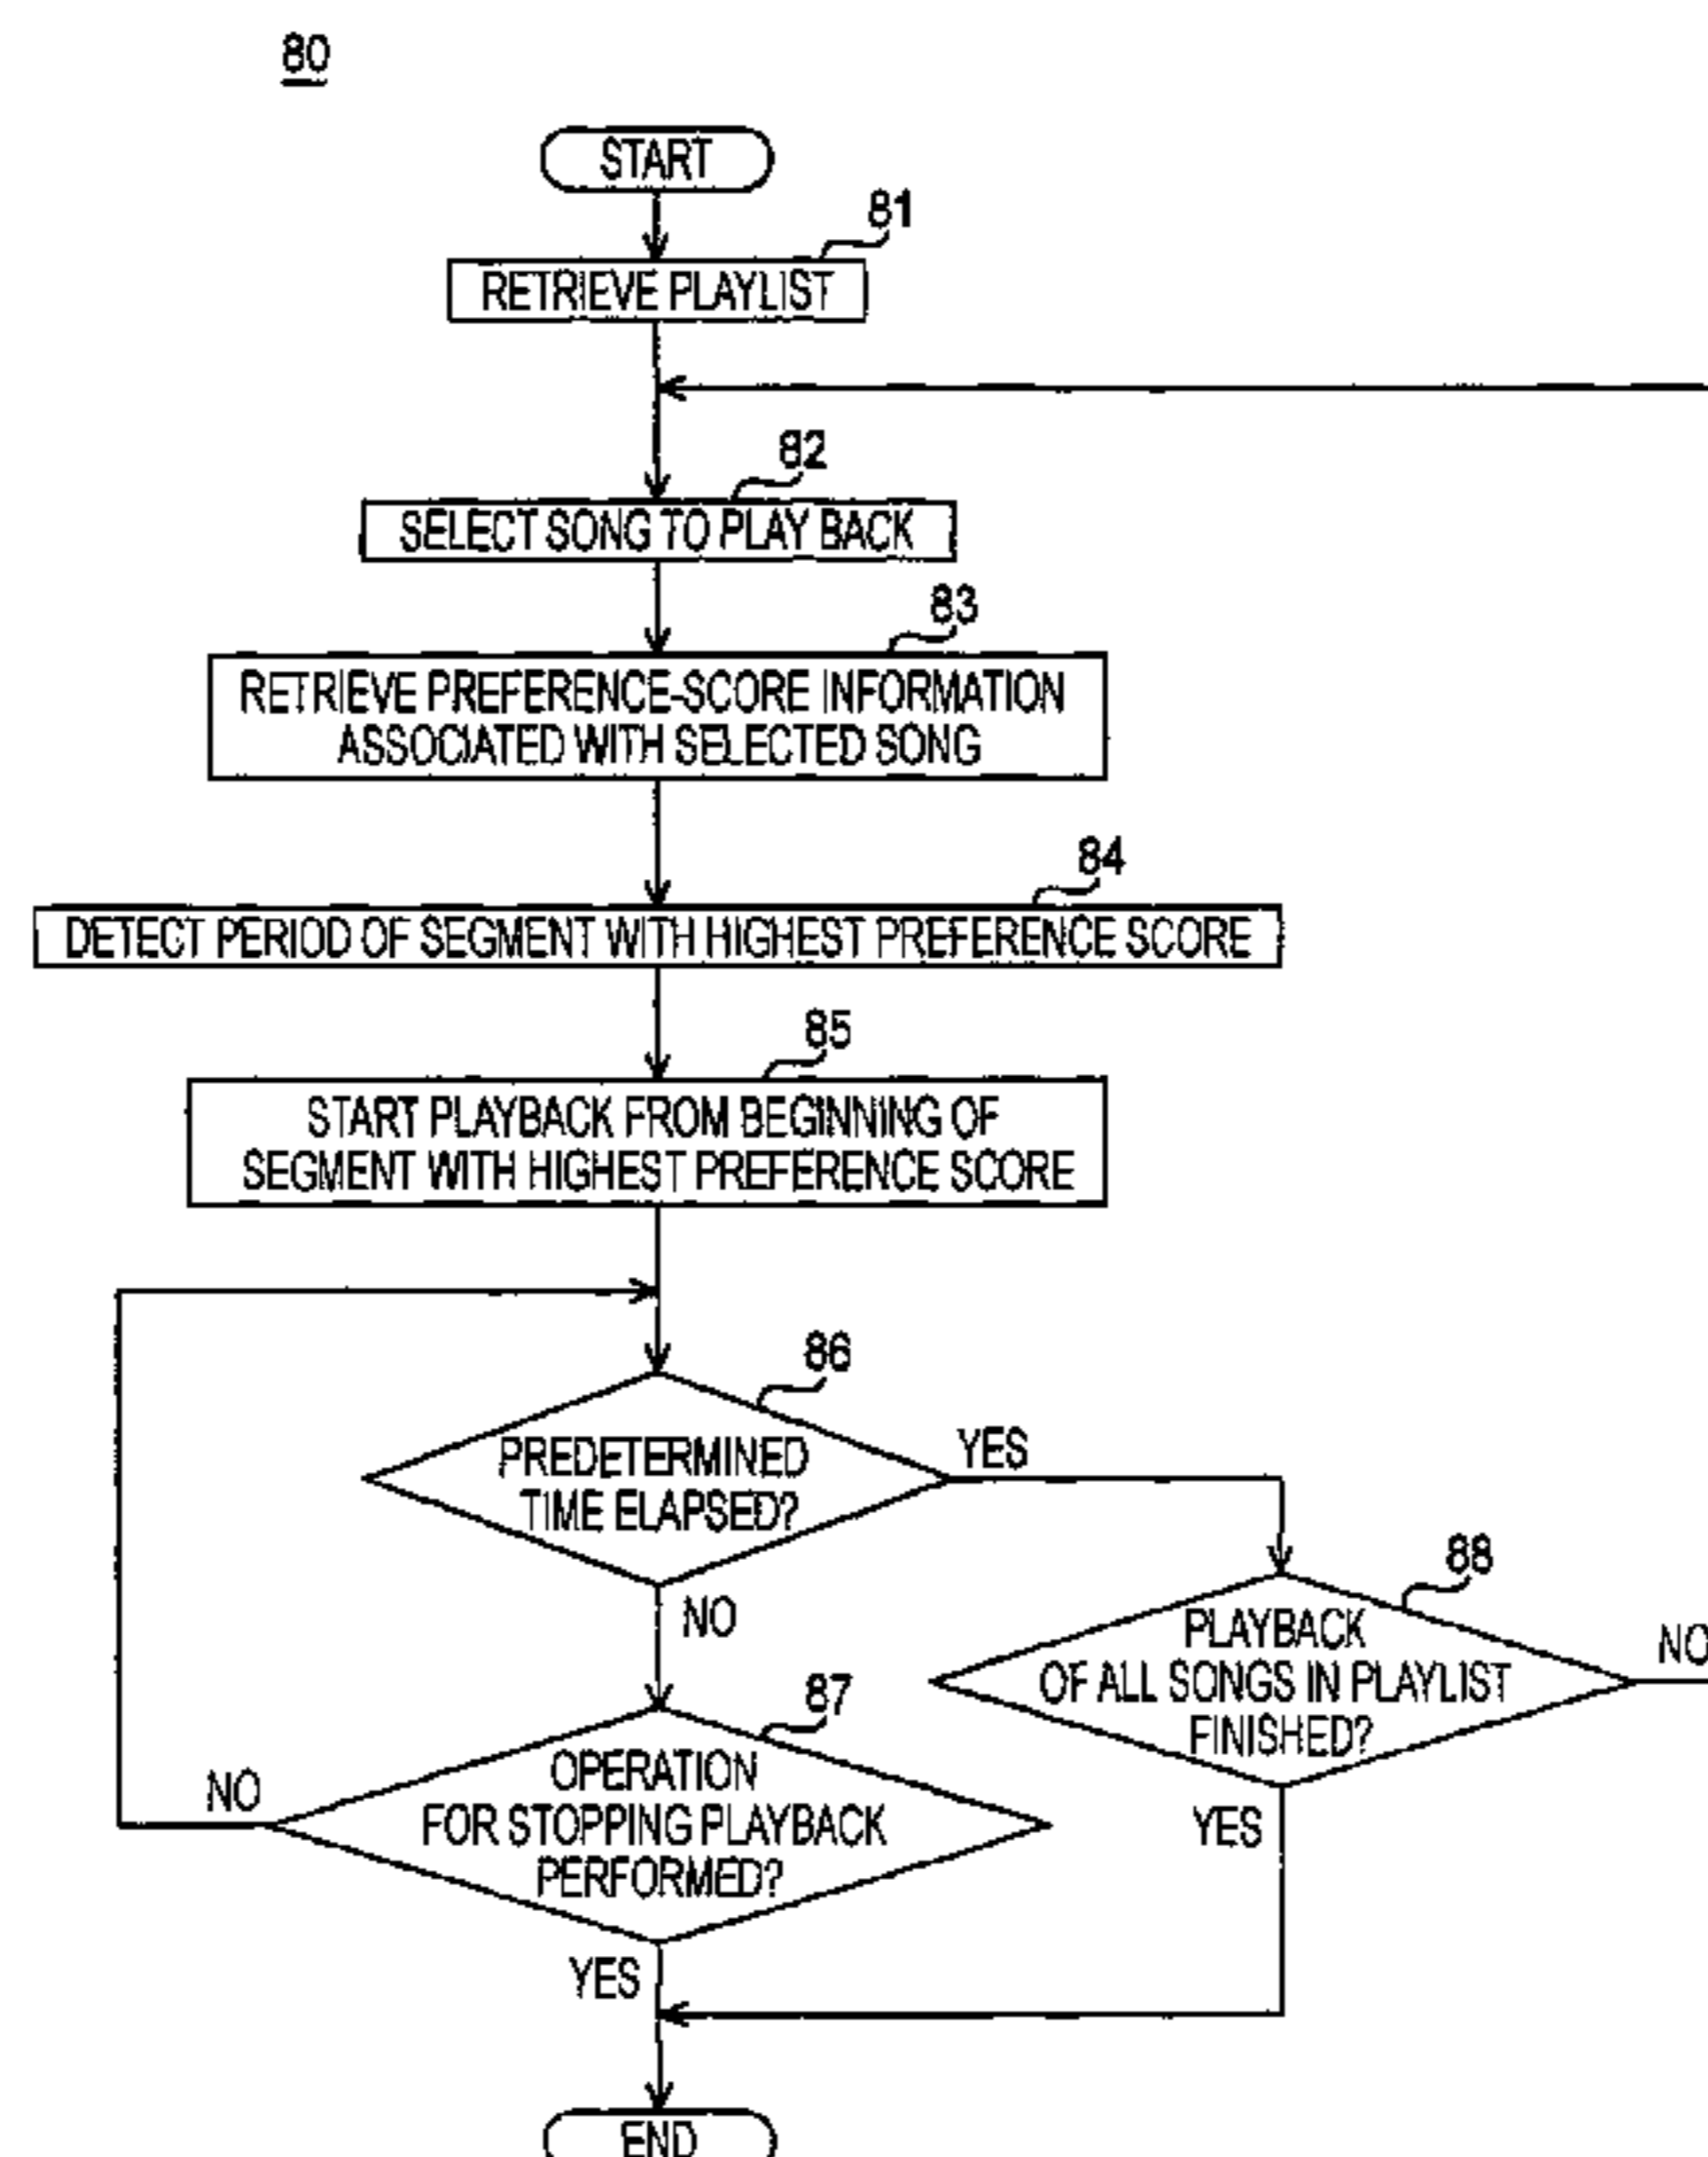 80
START
81
RETRIEVE PLAYLIST
82
SELECT SONG TO PLAY BACK
83
RETRIEVE PREFERENCE-SCORE INFORMATION
ASSOCIATED WITH SELECTED SONG
84
DETECT PERIOD OF SEGMENT WITH HIGHEST PREFERENCE SCORE
85
START PLAYBACK FROM BEGINNING OF
SEGMENT WITH HIGHEST PREFERENCE SCORE
86
PREDETERMINED
TIME ELAPSED?
YES
NO
88
PLAYBACK
OF ALL SONGS IN PLAYLIST
FINISHED?
NO
YES
87
OPERATION
FOR STOPPING PLAYBACK
PERFORMED?
NO
YES
END